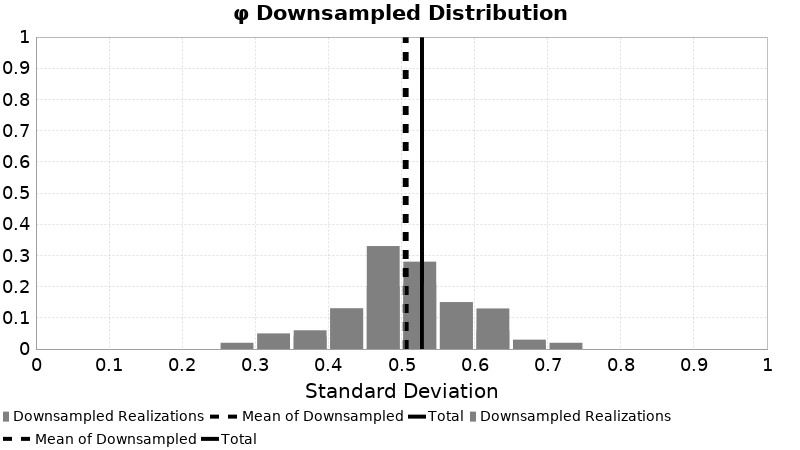 φ Downsampled Distribution
1
0.9
0.8
0.7
0.6
0.5
0.4
0.3
0.2
0.1
0
0 0.1 0.2 0.3 0.4 0.5 0.6 0.7 0.8 0.9 1
Standard Deviation
Downsampled Realizations Mean of Downsampled Total Downsampled Realizations
Mean of Downsampled Total